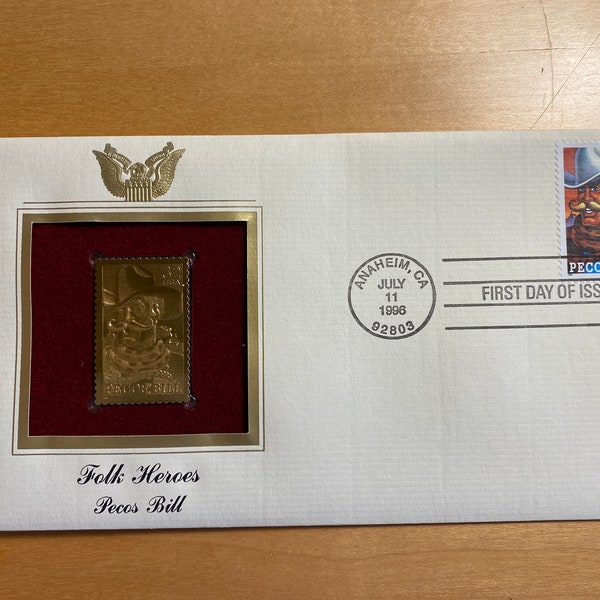 32
USA
PECOS BILL
Folk Heroes
Pecos Bill
ANAHEIM, CA
JULY
11
1996
92803
FIRST DAY OF ISS
PECO